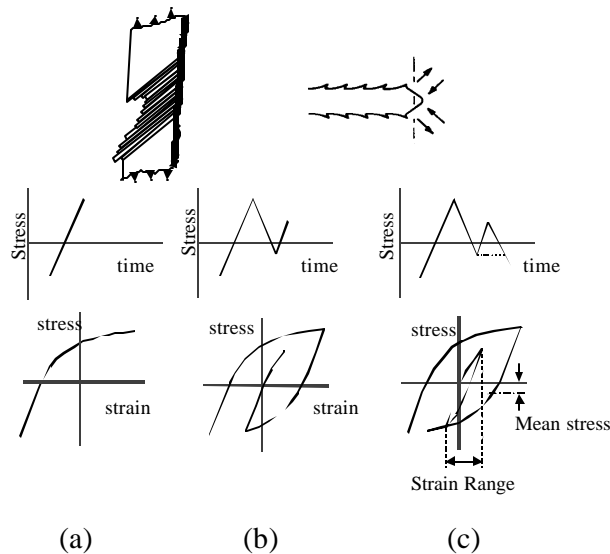 Stress
time
Stress
time
Stress
time
stress
strain
stress
strain
stress
Mean stress
Strain Range
(a)
(b)
(c)